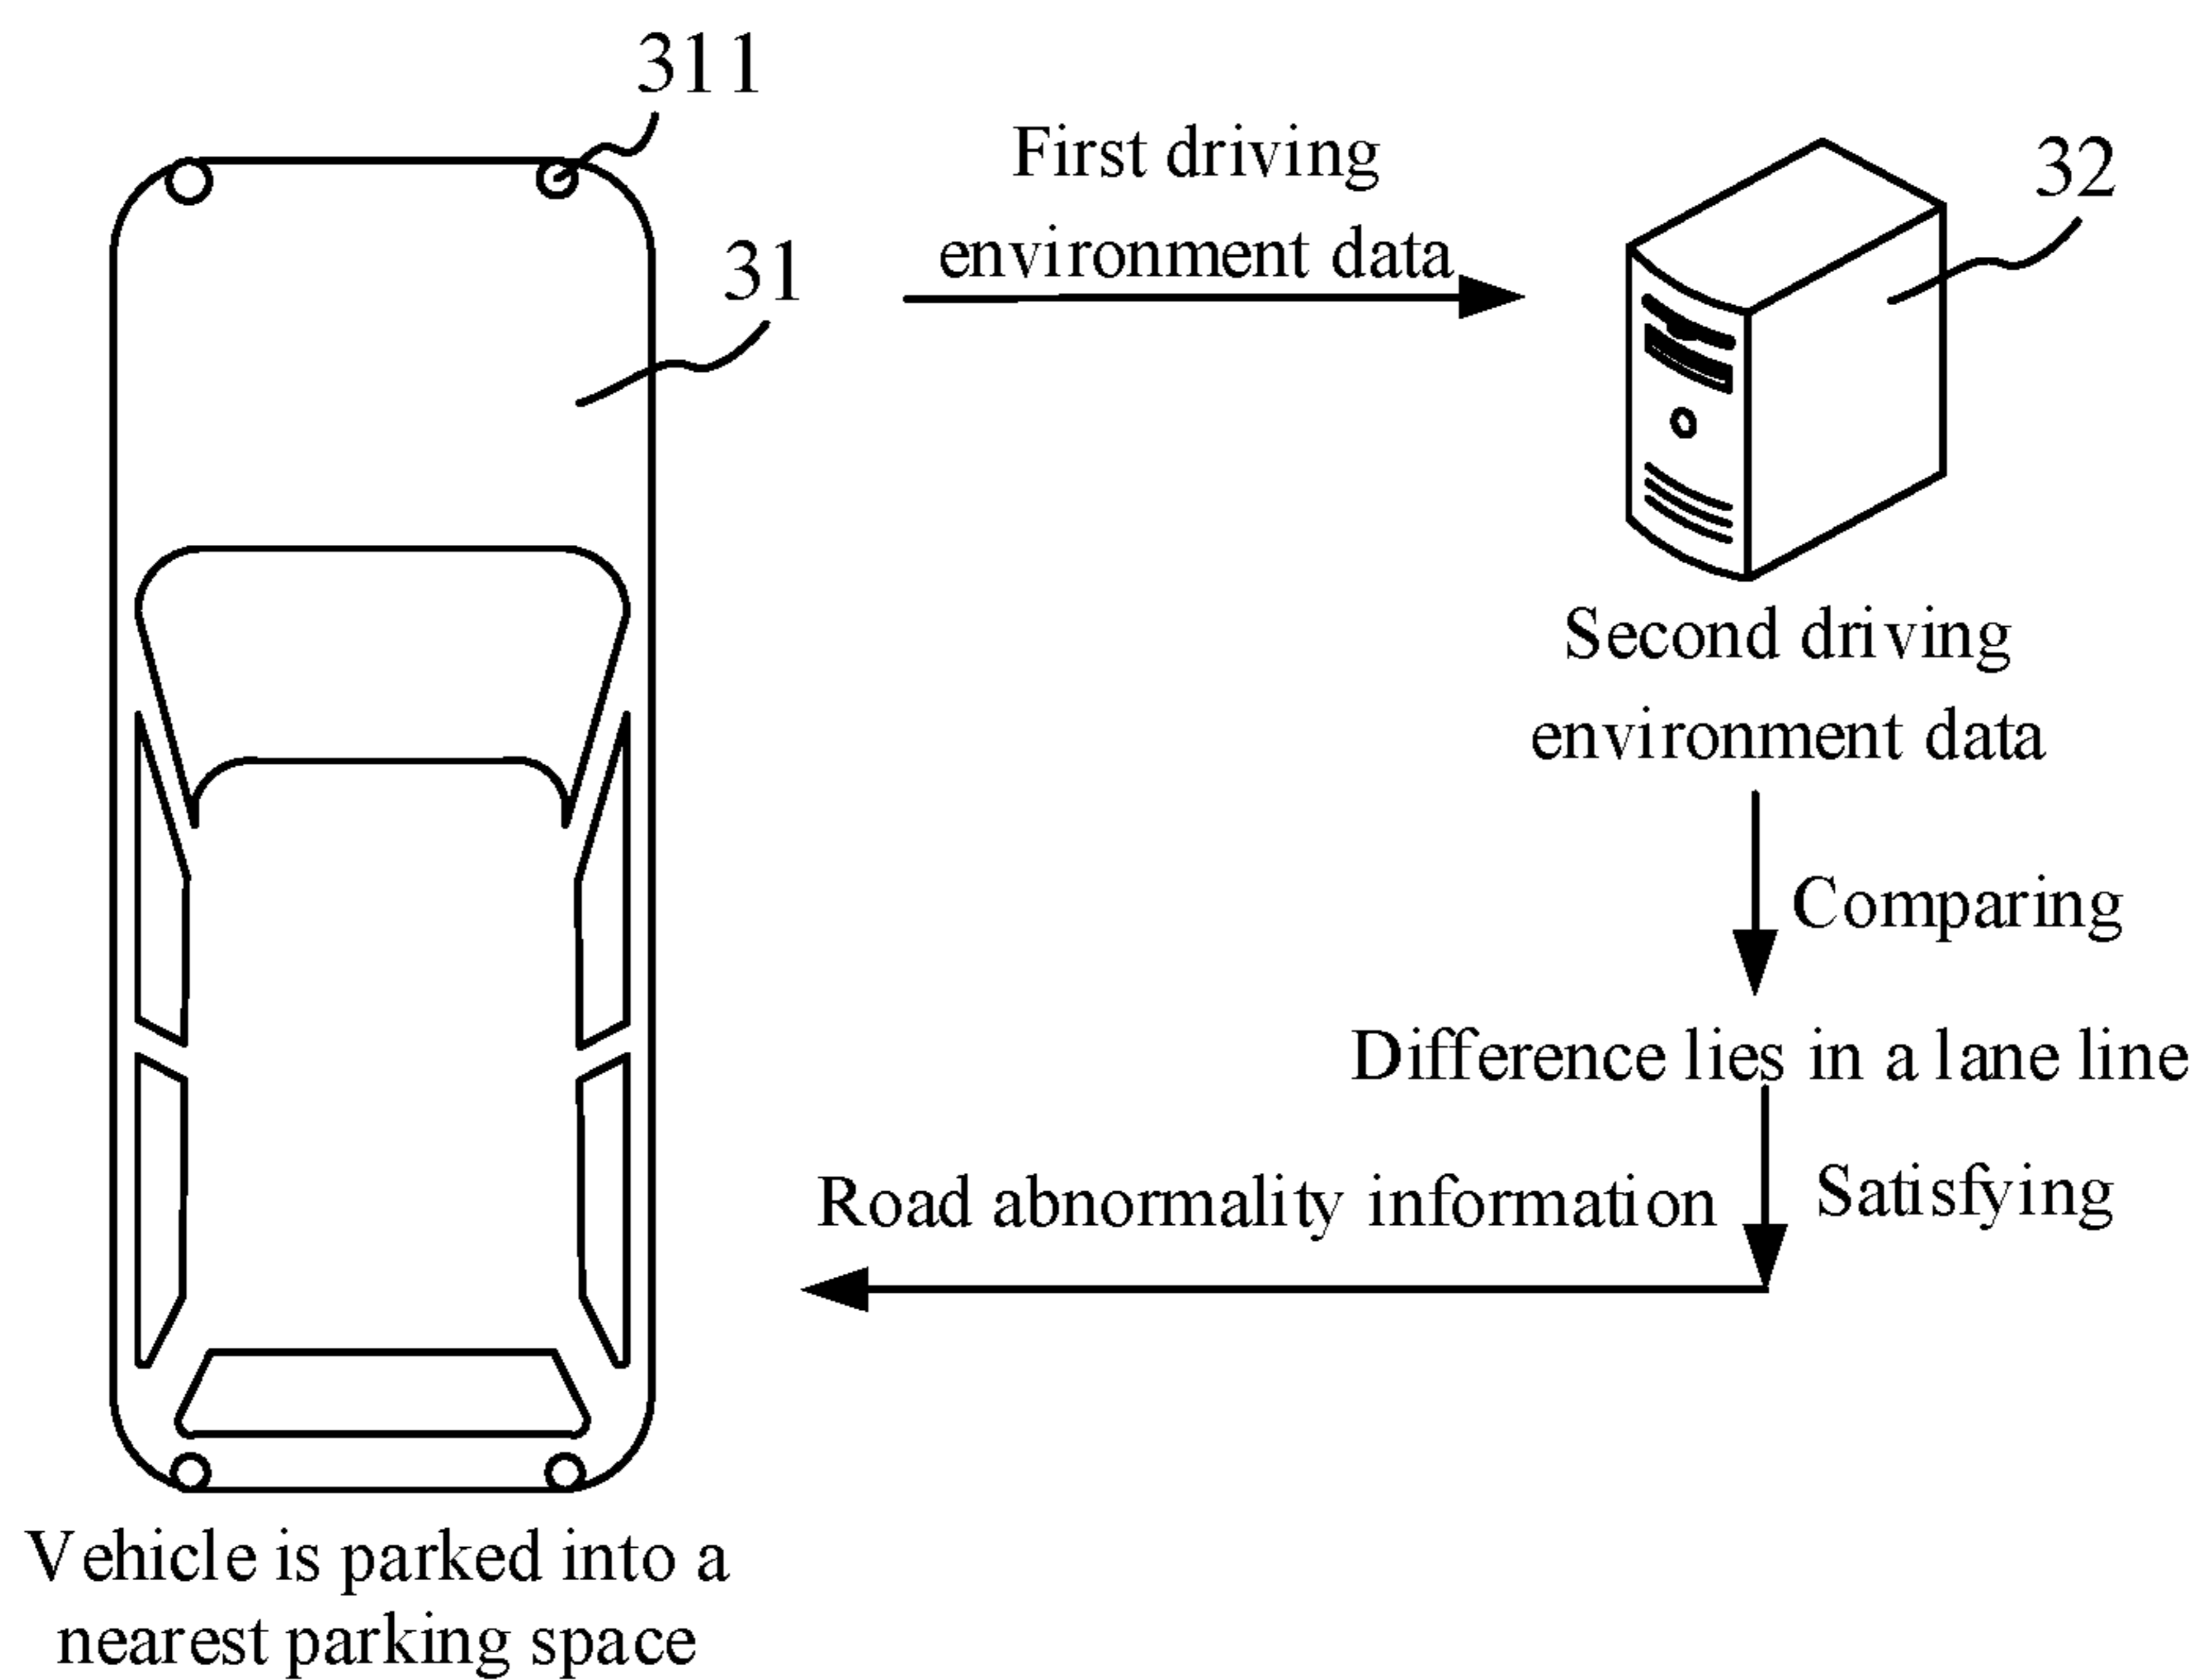 311
First driving
environment data
32
31
Second driving
environment data
Comparing
Difference lies in a lane line
Satisfying
Road abnormality information
Vehicle is parked into a
nearest parking space